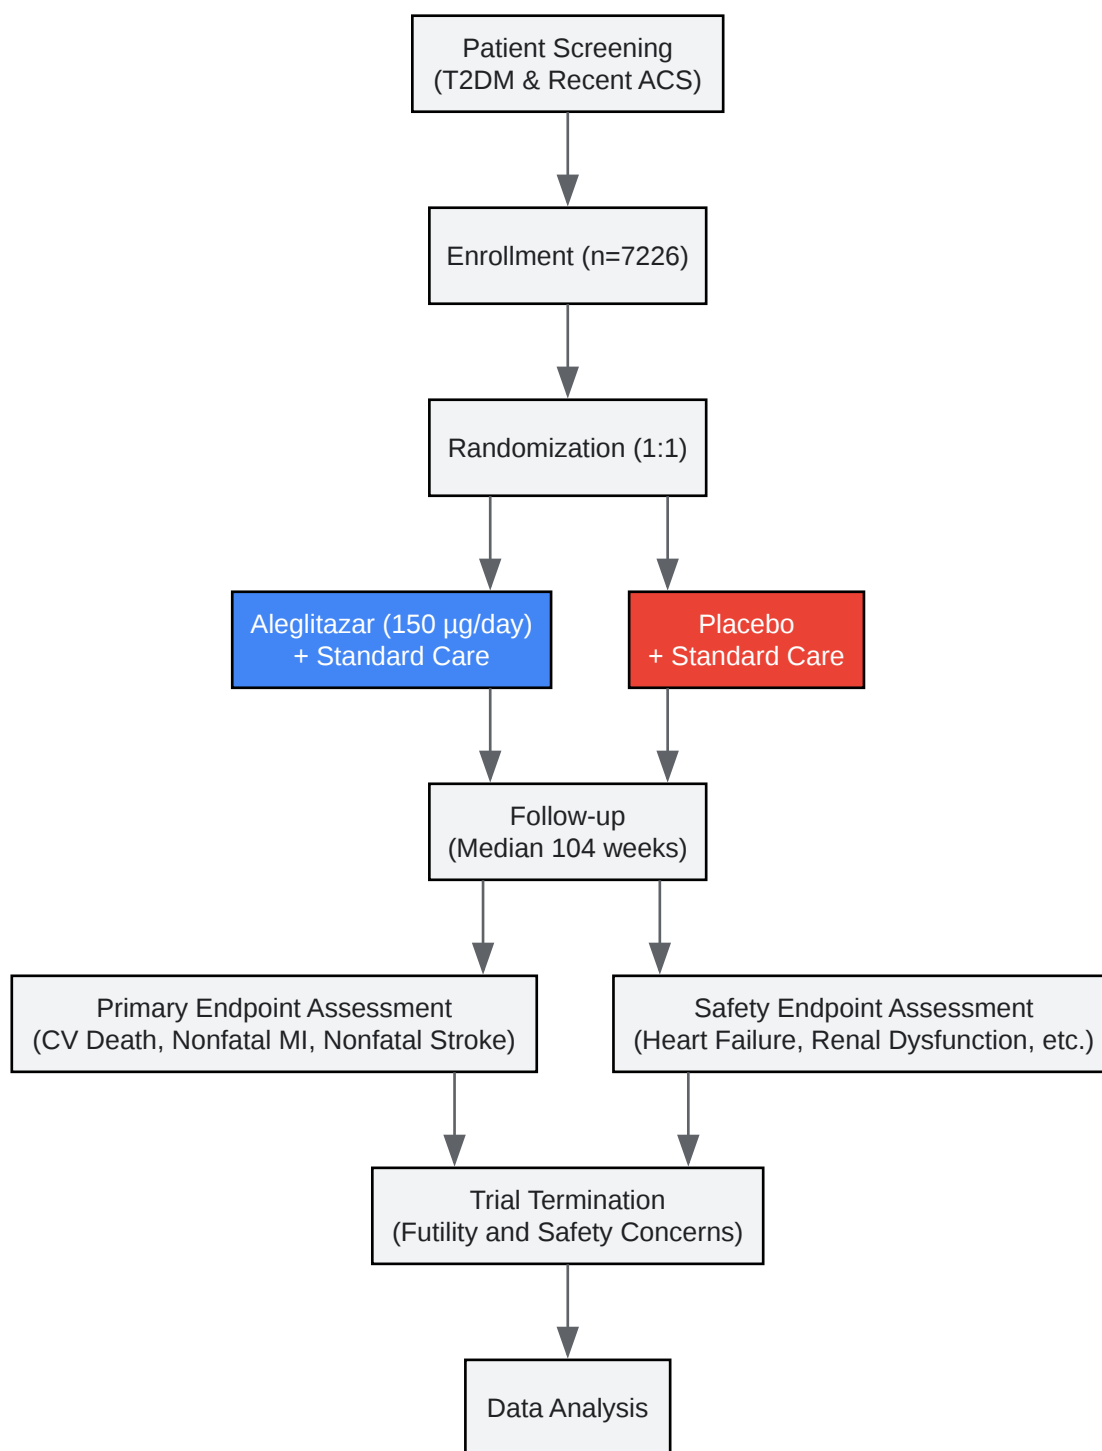 Patient Screening
(T2DM & Recent ACS)
Enrollment (n=7226)
Randomization (1:1)
Aleglitazar (150 µg/day)
+ Standard Care
Placebo
+ Standard Care
Follow-up
(Median 104 weeks)
Primary Endpoint Assessment
(CV Death, Nonfatal MI, Nonfatal Stroke)
Safety Endpoint Assessment
(Heart Failure, Renal Dysfunction, etc.)
Trial Termination
(Futility and Safety Concerns)
Data Analysis